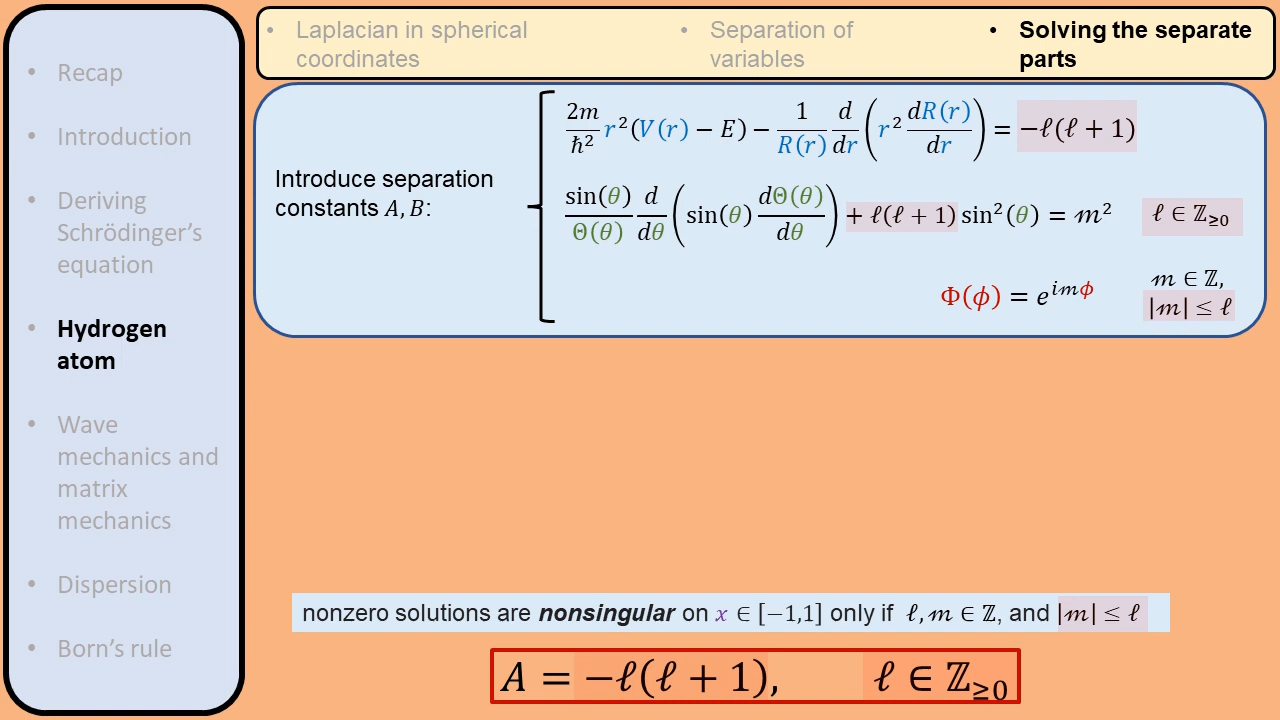 • Recap
• Introduction
• Deriving
Schrödinger's
equation
• Hydrogen
atom
• Wave
mechanics and
matrix
mechanics
• Dispersion
• Born's rule
• Laplacian in spherical
coordinates
• Separation of
variables
• Solving the separate
parts
Introduce separation
constants A, B:
2m/ħ² r²(V(r) − E) − 1/R(r) d/dr (r² dR(r)/dr) = −ℓ(ℓ + 1)
sin(θ)/Θ(θ) d/dθ (sin(θ) dΘ(θ)/dθ) + ℓ(ℓ + 1) sin²(θ) = m² ℓ ∈ ℤ≥0
Φ(ϕ) = e^{imϕ} m ∈ ℤ,
|m| ≤ ℓ
nonzero solutions are nonsingular on x ∈ [−1,1] only if ℓ, m ∈ ℤ, and |m| ≤ ℓ
A = −ℓ(ℓ + 1), ℓ ∈ ℤ≥0